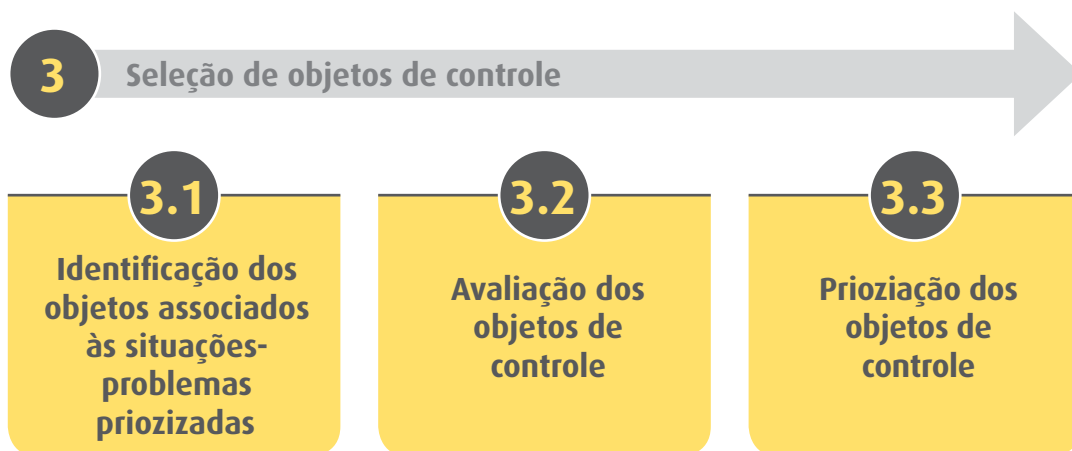 3
Seleção de objetos de controle
3.1
Identificação dos
objetos associados
às situações-
problemas
priozizadas
3.2
Avaliação dos
objetos de
controle
3.3
Prioziação dos
objetos de
controle